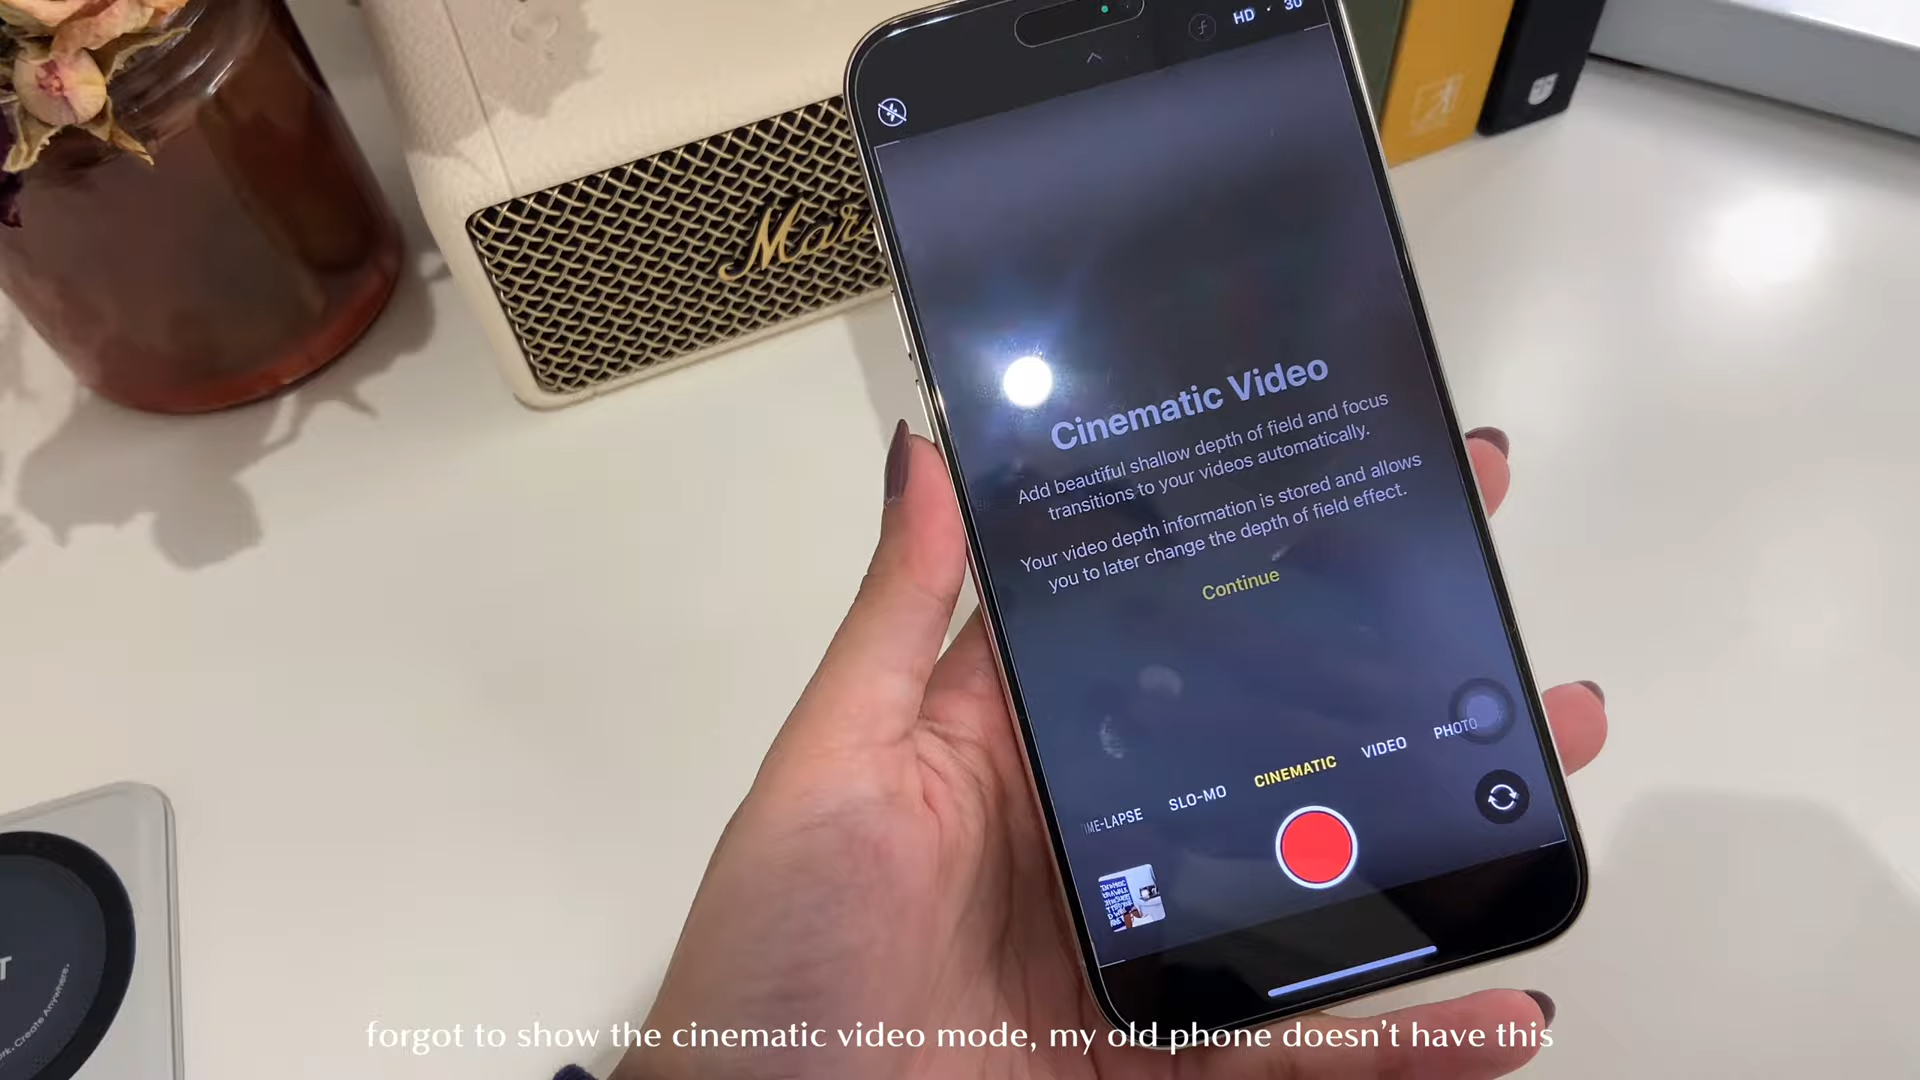 HD · 30
Cinematic Video
Add beautiful shallow depth of field and focus
transitions to your videos automatically.
Your video depth information is stored and allows
you to later change the depth of field effect.
Continue
SLO-MO CINEMATIC VIDEO PHOTO
Create Anywhere.
forgot to show the cinematic video mode, my old phone doesn't have this